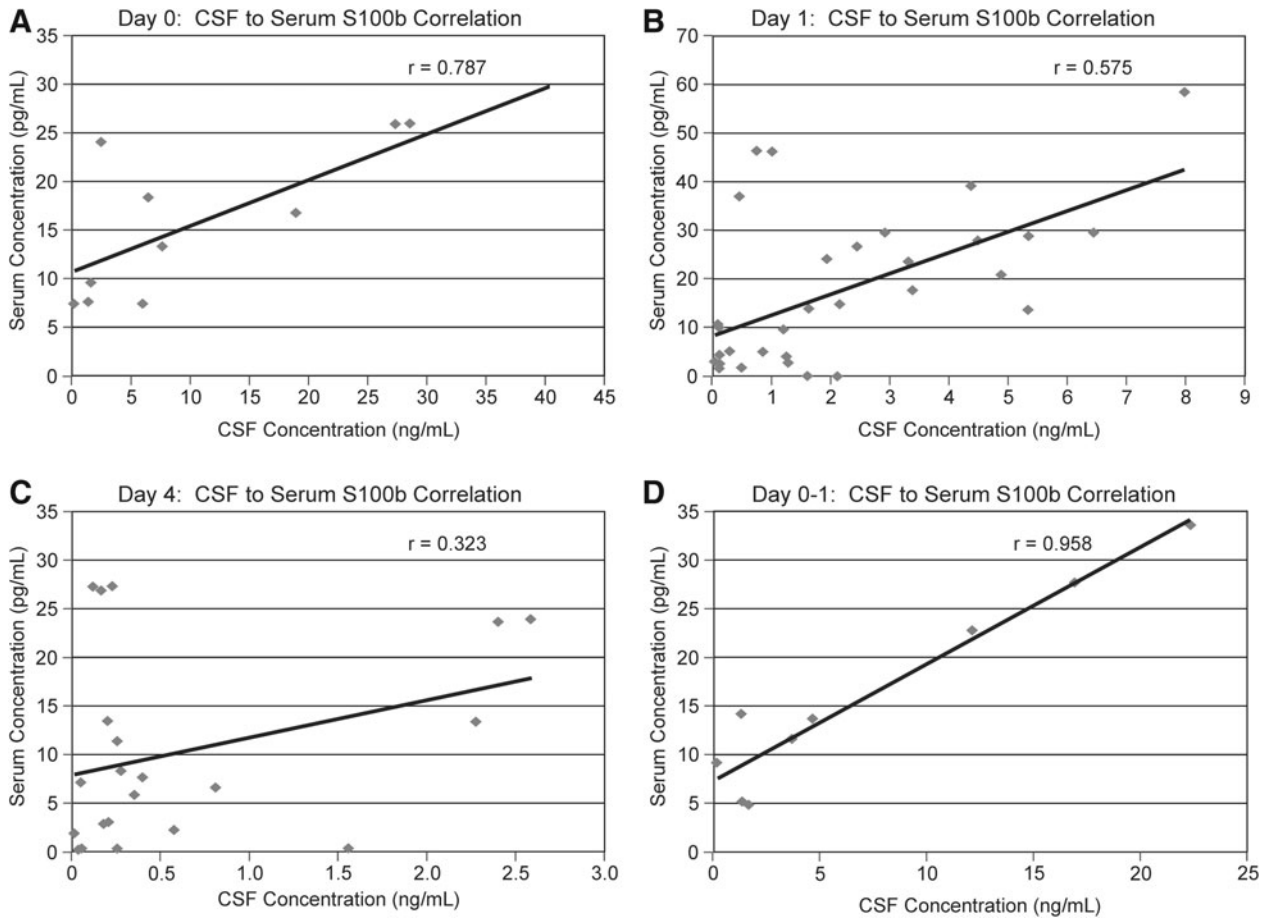 A
Day 0: CSF to Serum S100b Correlation
r = 0.787
Serum Concentration (pg/mL)
35
30
25
20
15
10
5
0
0 5 10 15 20 25 30 35 40 45
CSF Concentration (ng/mL)
B
Day 1: CSF to Serum S100b Correlation
r = 0.575
Serum Concentration (pg/mL)
70
60
50
40
30
20
10
0
0 1 2 3 4 5 6 7 8 9
CSF Concentration (ng/mL)
C
Day 4: CSF to Serum S100b Correlation
r = 0.323
Serum Concentration (pg/mL)
35
30
25
20
15
10
5
0
0 0.5 1.0 1.5 2.0 2.5 3.0
CSF Concentration (ng/mL)
D
Day 0-1: CSF to Serum S100b Correlation
r = 0.958
Serum Concentration (pg/mL)
35
30
25
20
15
10
5
0
0 5 10 15 20 25
CSF Concentration (ng/mL)